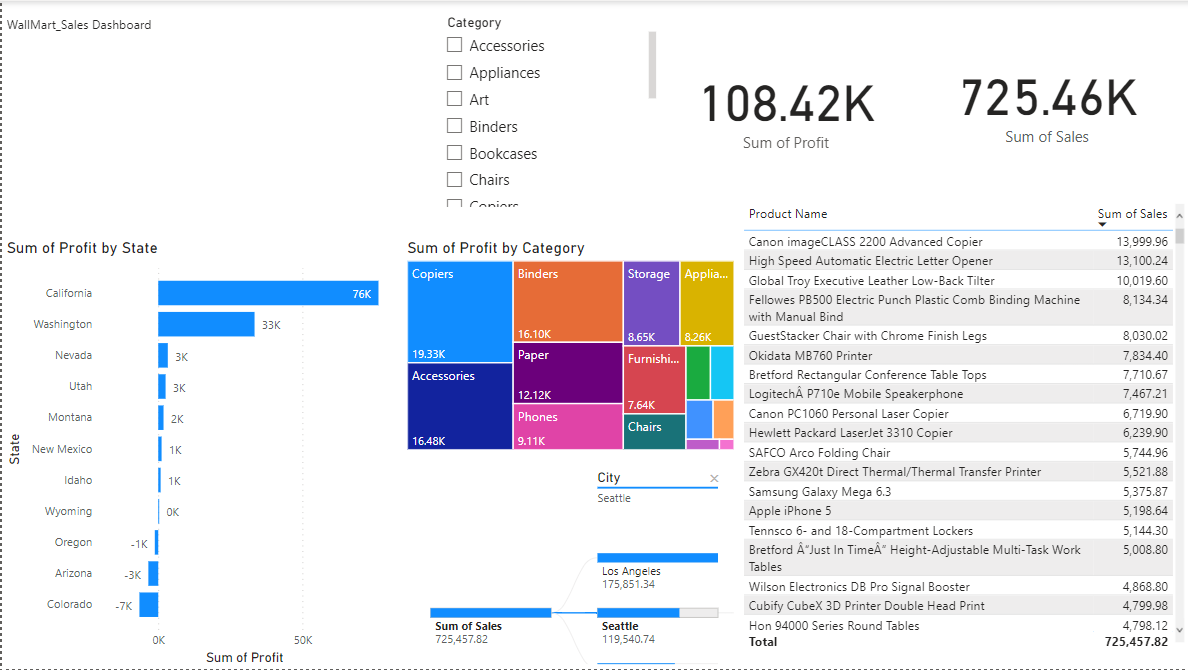 WallMart_Sales Dashboard
Category
Accessories
Appliances
Art
Binders
Bookcases
Chairs
Copiers
108.42K
Sum of Profit
725.46K
Sum of Sales
Sum of Profit by State
State
California
76K
Washington
33K
Nevada
3K
Utah
3K
Montana
2K
New Mexico
1K
Idaho
1K
Wyoming
0K
Oregon
-1K
Arizona
-3K
Colorado
-7K
0K
50K
Sum of Profit
Sum of Profit by Category
Copiers
19.33K
Accessories
16.48K
Binders
16.10K
Paper
12.12K
Phones
9.11K
Storage
8.65K
Applia...
8.26K
Furnishi...
7.64K
Chairs
City
Seattle
Los Angeles
175,851.34
Sum of Sales
725,457.82
Seattle
119,540.74
Product Name Sum of Sales
Canon imageCLASS 2200 Advanced Copier 13,999.96
High Speed Automatic Electric Letter Opener 13,100.24
Global Troy Executive Leather Low-Back Tilter 10,019.60
Fellowes PB500 Electric Punch Plastic Comb Binding Machine 8,134.34
with Manual Bind
GuestStacker Chair with Chrome Finish Legs 8,030.02
Okidata MB760 Printer 7,834.40
Bretford Rectangular Conference Table Tops 7,710.67
LogitechÂ P710e Mobile Speakerphone 7,467.21
Canon PC1060 Personal Laser Copier 6,719.90
Hewlett Packard LaserJet 3310 Copier 6,239.90
SAFCO Arco Folding Chair 5,744.96
Zebra GX420t Direct Thermal/Thermal Transfer Printer 5,521.88
Samsung Galaxy Mega 6.3 5,375.87
Apple iPhone 5 5,198.64
Tennsco 6- and 18-Compartment Lockers 5,144.30
Bretford Â“Just In TimeÂ” Height-Adjustable Multi-Task Work 5,008.80
Tables
Wilson Electronics DB Pro Signal Booster 4,868.80
Cubify CubeX 3D Printer Double Head Print 4,799.98
Hon 94000 Series Round Tables 4,798.12
Total 725,457.82